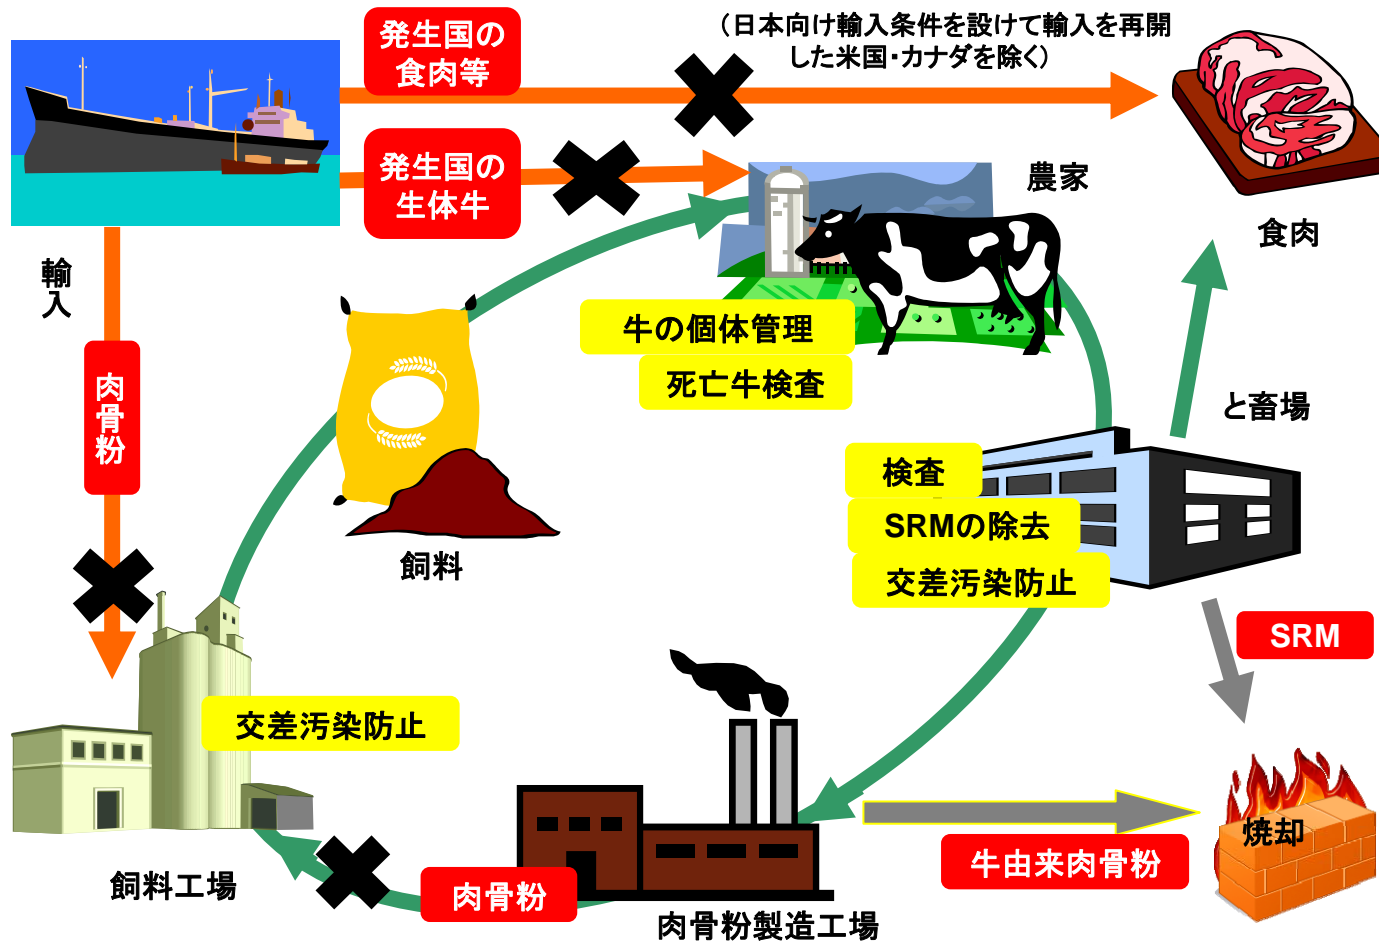 発生国の
食肉等
（日本向け輸入条件を設けて輸入を再開
した米国・カナダを除く）
発生国の
生体牛
農家
食肉
輸入
肉骨粉
牛の個体管理
死亡牛検査
と畜場
検査
SRMの除去
交差汚染防止
飼料
SRM
交差汚染防止
焼却
牛由来肉骨粉
飼料工場
肉骨粉
肉骨粉製造工場